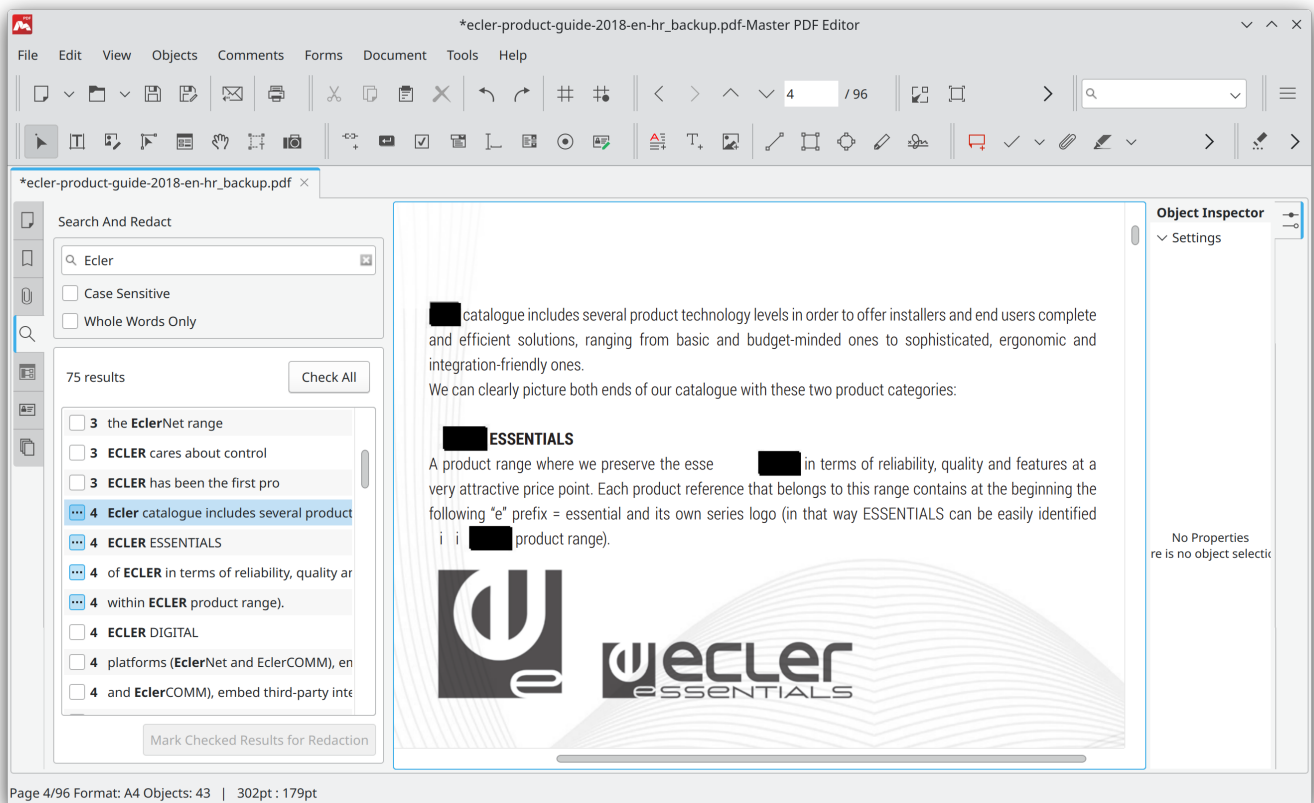 *ecler-product-guide-2018-en-hr_backup.pdf-Master PDF Editor
File Edit View Objects Comments Forms Document Tools Help
4 / 96
*ecler-product-guide-2018-en-hr_backup.pdf
Search And Redact
Ecler
Case Sensitive
Whole Words Only
75 results
Check All
3 the EclerNet range
3 ECLER cares about control
3 ECLER has been the first pro
4 Ecler catalogue includes several product
4 ECLER ESSENTIALS
4 of ECLER in terms of reliability, quality ar
4 within ECLER product range).
4 ECLER DIGITAL
4 platforms (EclerNet and EclerCOMM), en
4 and EclerCOMM), embed third-party inte
Mark Checked Results for Redaction
catalogue includes several product technology levels in order to offer installers and end users complete
and efficient solutions, ranging from basic and budget-minded ones to sophisticated, ergonomic and
integration-friendly ones.
We can clearly picture both ends of our catalogue with these two product categories:
ESSENTIALS
A product range where we preserve the esse in terms of reliability, quality and features at a
very attractive price point. Each product reference that belongs to this range contains at the beginning the
following “e” prefix = essential and its own series logo (in that way ESSENTIALS can be easily identified
i i product range).
e
ecler
essentials
Object Inspector
Settings
No Properties
re is no object selectic
Page 4/96 Format: A4 Objects: 43 | 302pt : 179pt